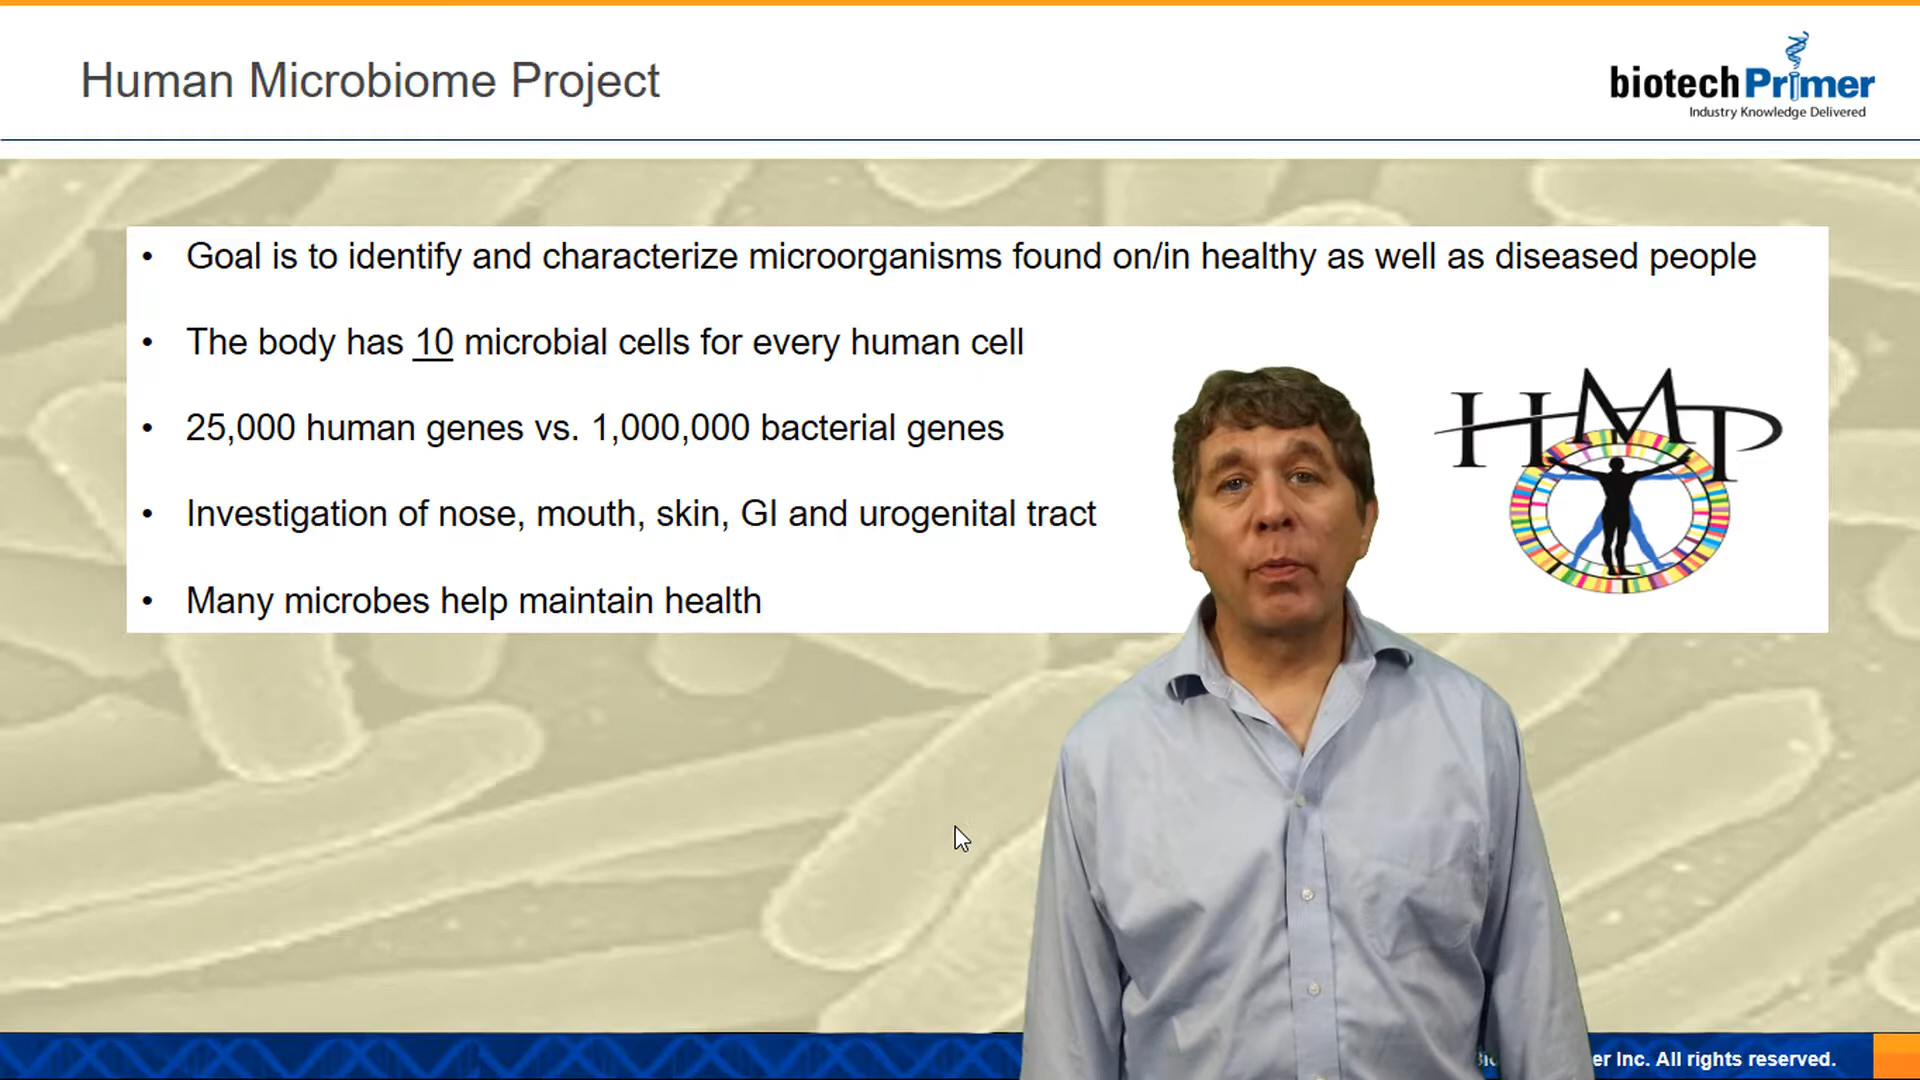 Human Microbiome Project
biotechPrimer
Industry Knowledge Delivered
• Goal is to identify and characterize microorganisms found on/in healthy as well as diseased people
• The body has 10 microbial cells for every human cell
• 25,000 human genes vs. 1,000,000 bacterial genes
• Investigation of nose, mouth, skin, GI and urogenital tract
• Many microbes help maintain health
HMP
Inc. All rights reserved.